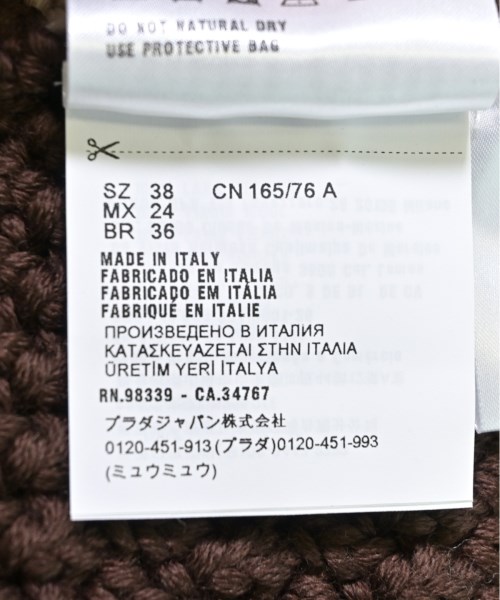 DO NOT NATURAL DRY
USE PROTECTIVE BAG
SZ 38 CN 165/76 A
MX 24
BR 36
MADE IN ITALY
FABRICADO EN ITALIA
FABRICADO EM ITÁLIA
FABRIQUÉ EN ITALIE
ПРОИЗВЕДЕНО В ИТАЛИЯ
ΚΑΤΑΣΚΕΥΑΖΕΤΑΙ ΣΤΗΝ ΙΤΑΛΙΑ
ÜRETİM YERİ İTALYA
RN.98339 - CA.34767
プラダジャパン株式会社
0120-451-913(プラダ)0120-451-993
(ミュウミュウ)